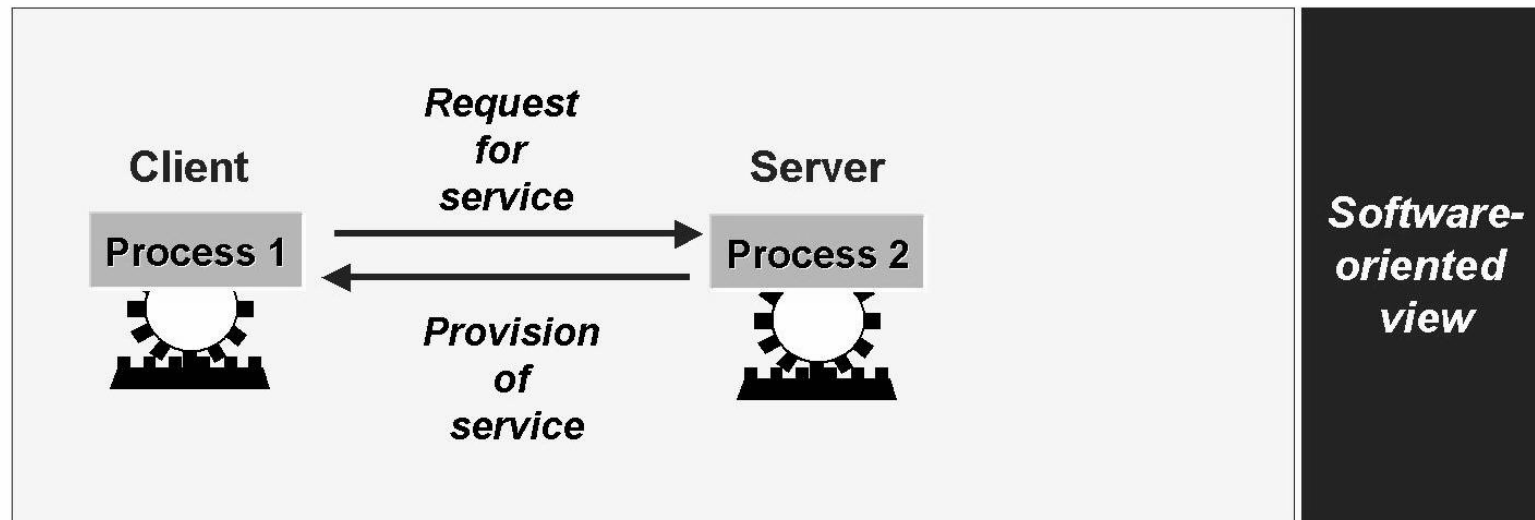 Request
for
service
Client
Server
Process 1
Process 2
Provision
of
service
Software-
oriented
view